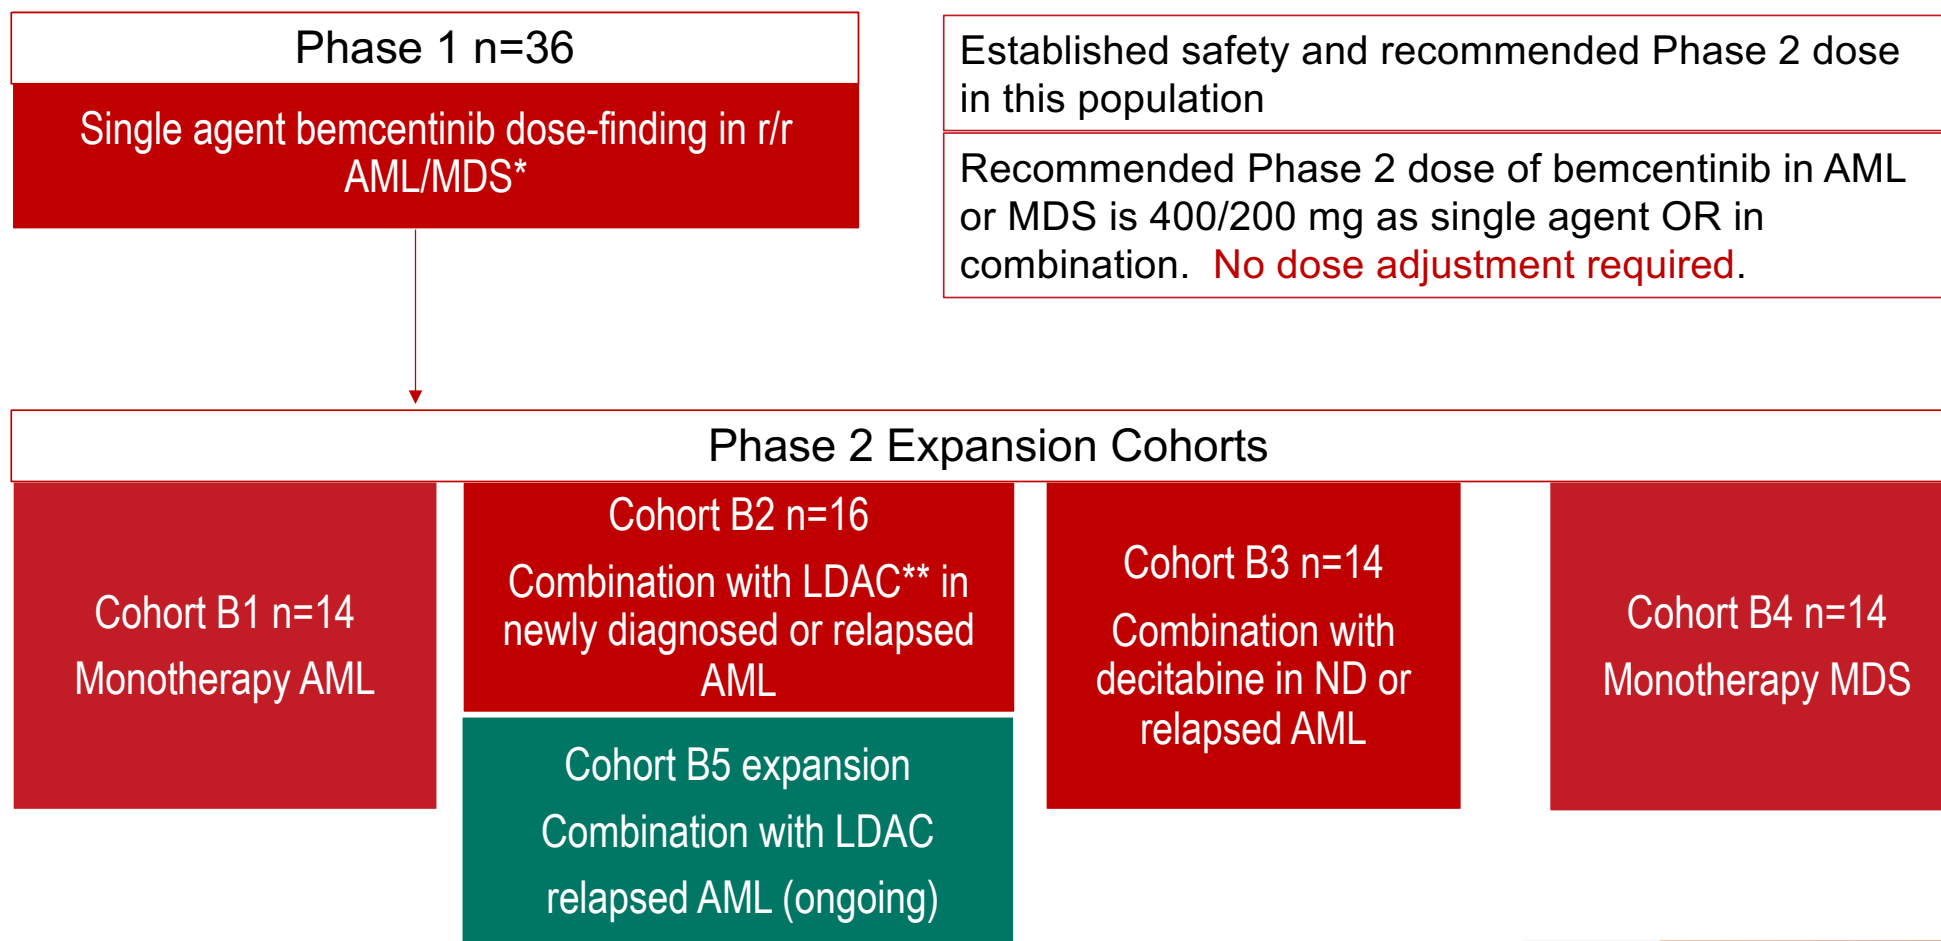 Phase 1 n=36
Single agent bemcentinib dose-finding in r/r
AML/MDS*
Established safety and recommended Phase 2 dose
in this population
Recommended Phase 2 dose of bemcentinib in AML
or MDS is 400/200 mg as single agent OR in
combination.  No dose adjustment required.
Phase 2 Expansion Cohorts
Cohort B1 n=14
Monotherapy AML
Cohort B2 n=16
Combination with LDAC** in
newly diagnosed or relapsed
AML
Cohort B5 expansion
Combination with LDAC
relapsed AML (ongoing)
Cohort B3 n=14
Combination with
decitabine in ND or
relapsed AML
Cohort B4 n=14
Monotherapy MDS